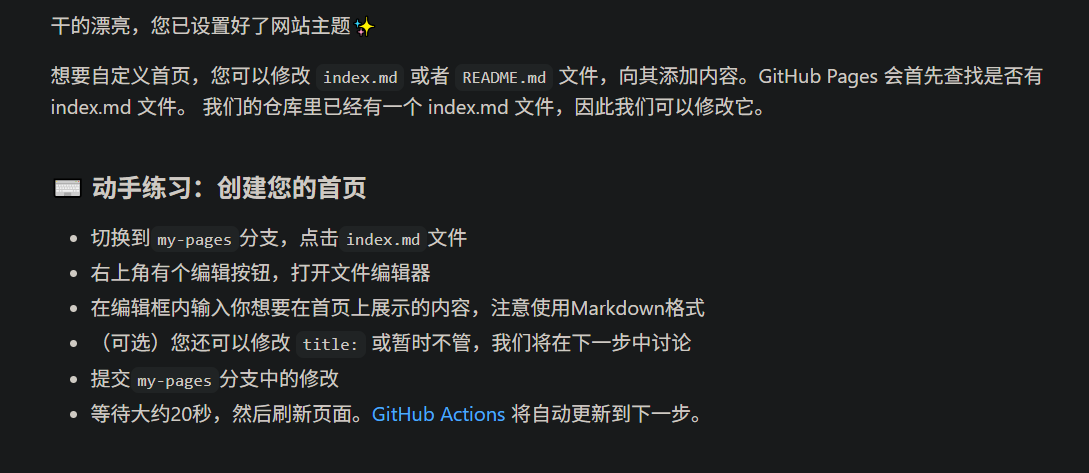 干的漂亮，您已设置好了网站主题✨
想要自定义首页，您可以修改 index.md 或者 README.md 文件，向其添加内容。GitHub Pages 会首先查找是否有
index.md 文件。 我们的仓库里已经有一个 index.md 文件，因此我们可以修改它。
⌨️ 动手练习：创建您的首页
• 切换到 my-pages 分支，点击 index.md 文件
• 右上角有个编辑按钮，打开文件编辑器
• 在编辑框内输入你想要在首页上展示的内容，注意使用Markdown格式
• （可选）您还可以修改 title: 或暂时不管，我们将在下一步中讨论
• 提交 my-pages 分支中的修改
• 等待大约20秒，然后刷新页面。GitHub Actions 将自动更新到下一步。